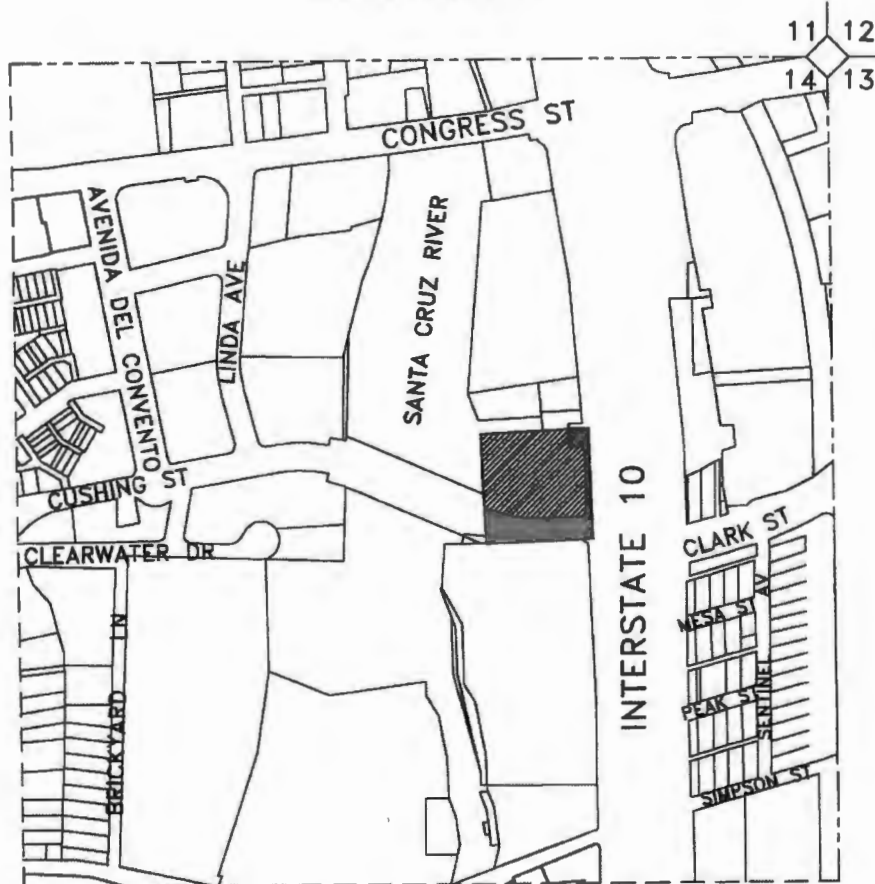 11 12
14 13
CONGRESS ST
AVENIDA DEL CONVENTO
LINDA AVE
SANTA CRUZ RIVER
CUSHING ST
CLEARWATER DR
BRICKYARD LN
INTERSTATE 10
CLARK ST
MESA ST
SENTINEL AV
PEAK ST
SIMPSON ST